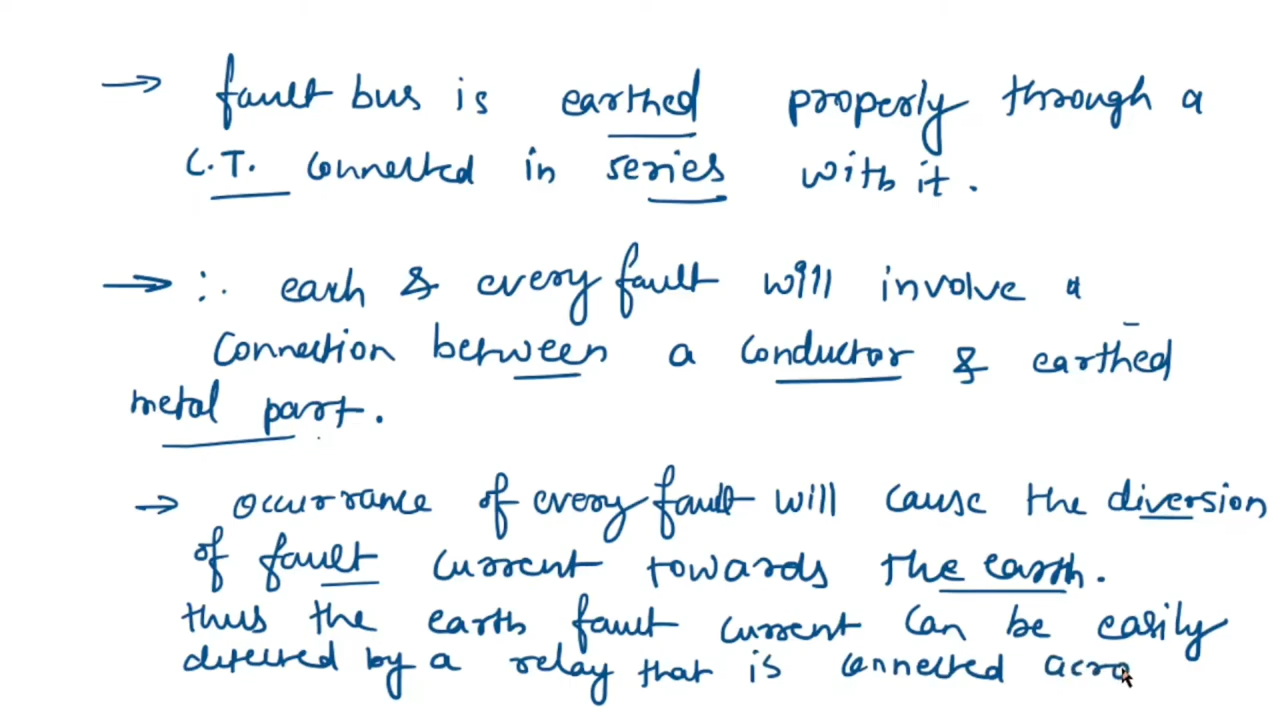 → fault bus is earthed properly through a
C.T. connected in series with it.
→ ∴ each & every fault will involve a
connection between a conductor & earthed
metal part.
→ occurrance of every fault will cause the diversion
of fault current towards the earth.
thus the earth fault current can be easily
detected by a relay that is connected acro